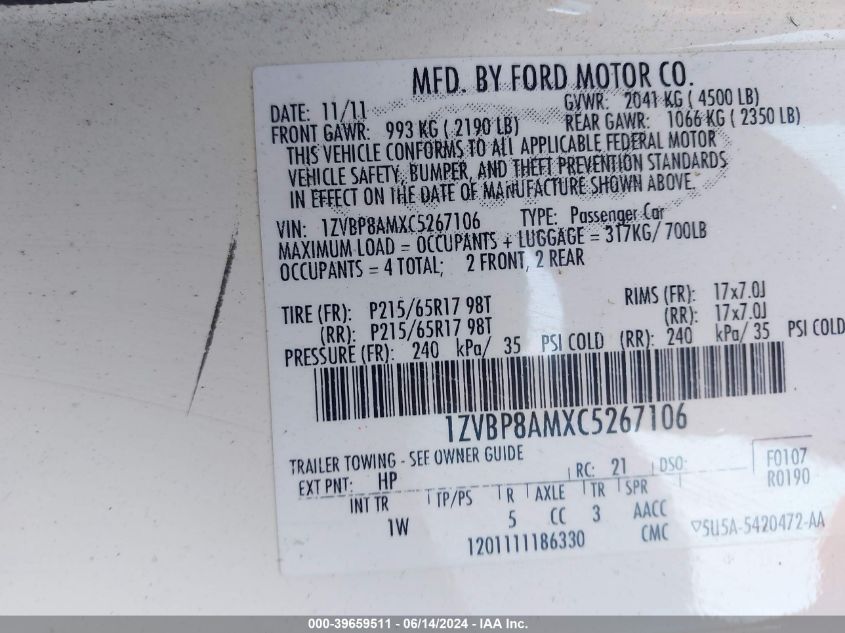 MFD. BY FORD MOTOR CO.
DATE: 11/11 GVWR: 2041 KG ( 4500 LB)
FRONT GAWR: 993 KG ( 2190 LB) REAR GAWR: 1066 KG ( 2350 LB)
THIS VEHICLE CONFORMS TO ALL APPLICABLE FEDERAL MOTOR
VEHICLE SAFETY, BUMPER, AND THEFT PREVENTION STANDARDS
IN EFFECT ON THE DATE OF MANUFACTURE SHOWN ABOVE.
VIN: 1ZVBP8AMXC5267106 TYPE: Passenger Car
MAXIMUM LOAD = OCCUPANTS + LUGGAGE = 317KG/ 700LB
OCCUPANTS = 4 TOTAL; 2 FRONT, 2 REAR
TIRE (FR): P215/65R17 98T RIMS (FR): 17x7.0J
(RR): P215/65R17 98T (RR): 17x7.0J
PRESSURE (FR): 240 kPa/ 35 PSI COLD (RR): 240 kPa/ 35 PSI COLD
1ZVBP8AMXC5267106
TRAILER TOWING - SEE OWNER GUIDE
EXT PNT: HP RC: 21 DSO: F0107
R0190
INT TR TP/PS R AXLE TR SPR
1W 5 CC 3 AACC
1201111186330 CMC ▽5U5A-5420472-AA
000-39659511 - 06/14/2024 - IAA Inc.